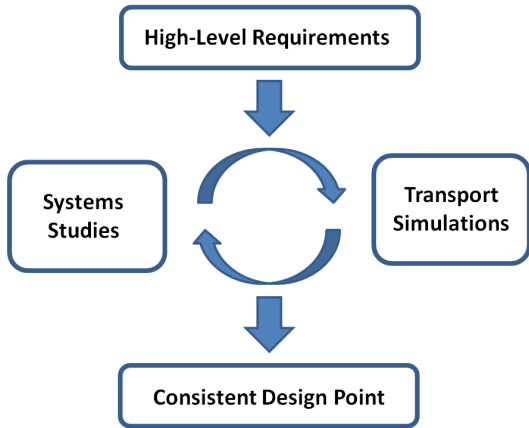 High-Level Requirements
Systems
Studies
Transport
Simulations
Consistent Design Point